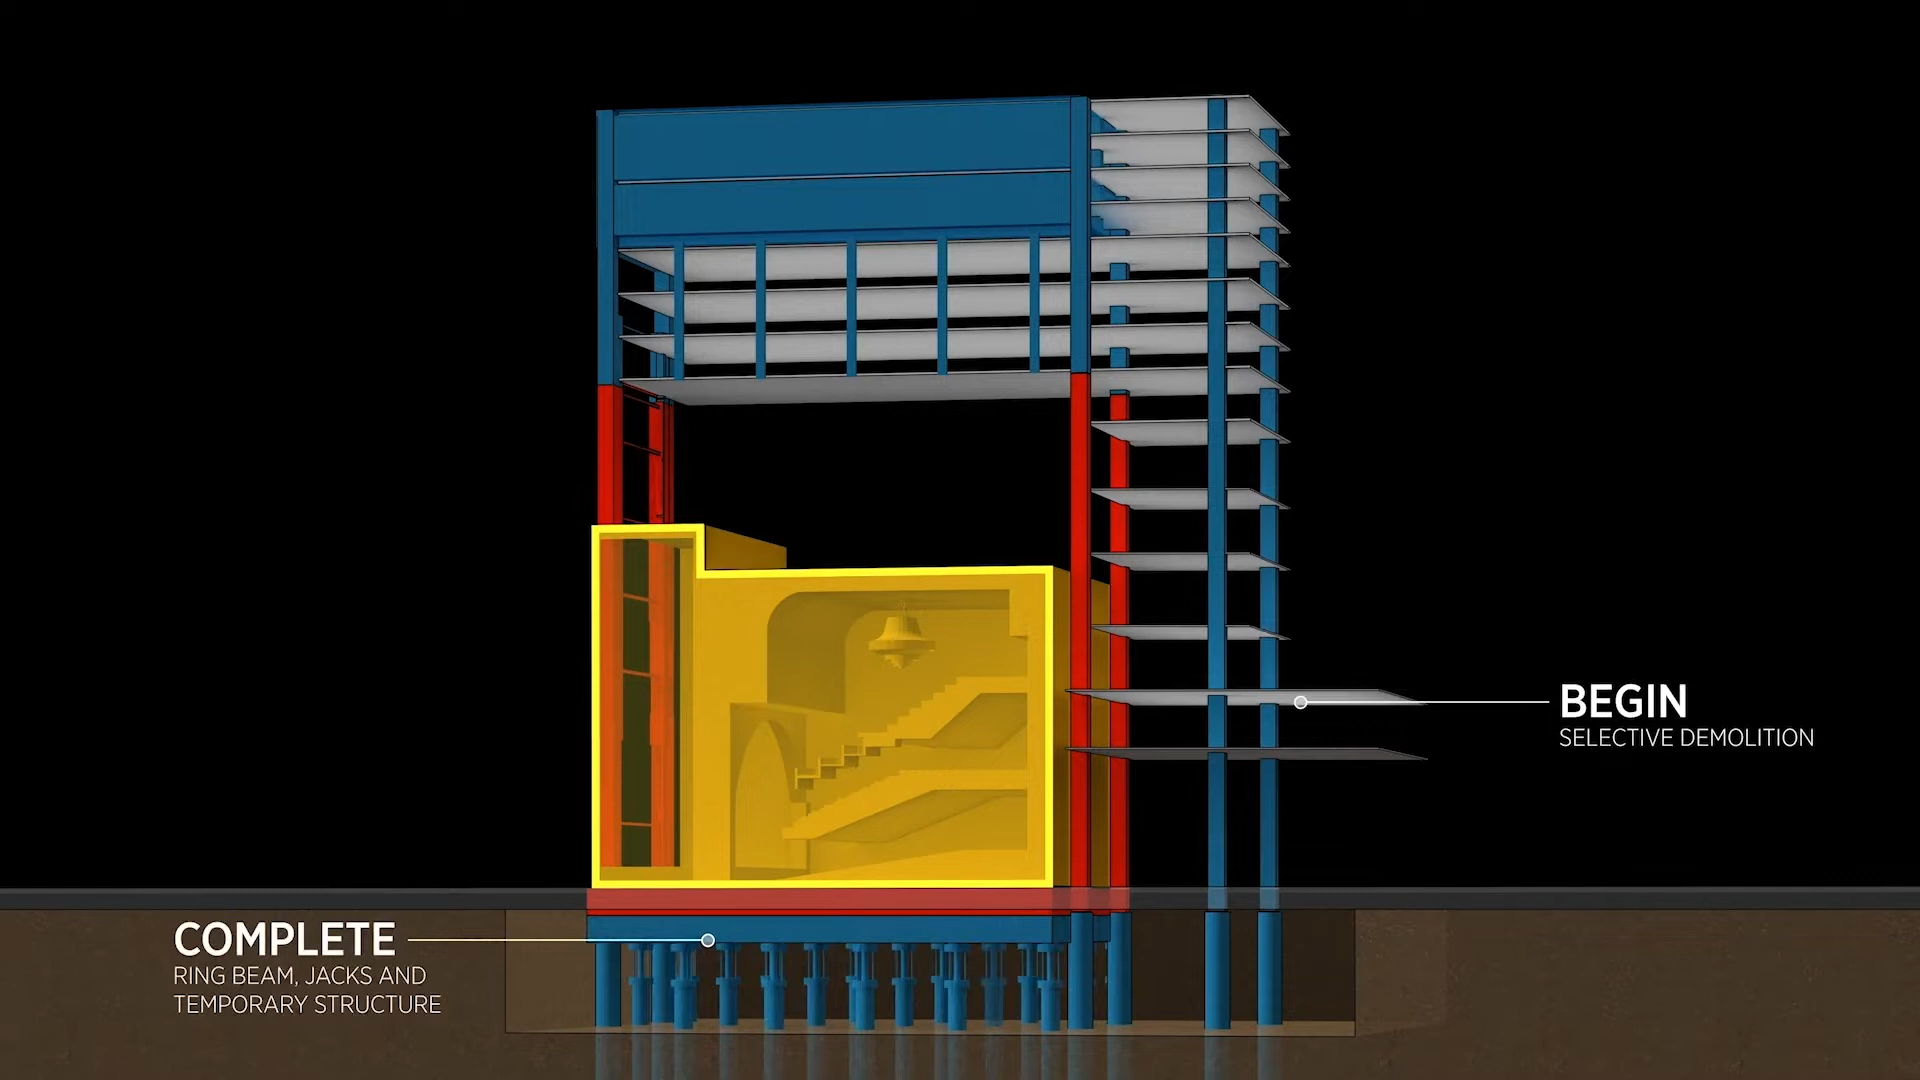 BEGIN
SELECTIVE DEMOLITION
COMPLETE
RING BEAM, JACKS AND
TEMPORARY STRUCTURE